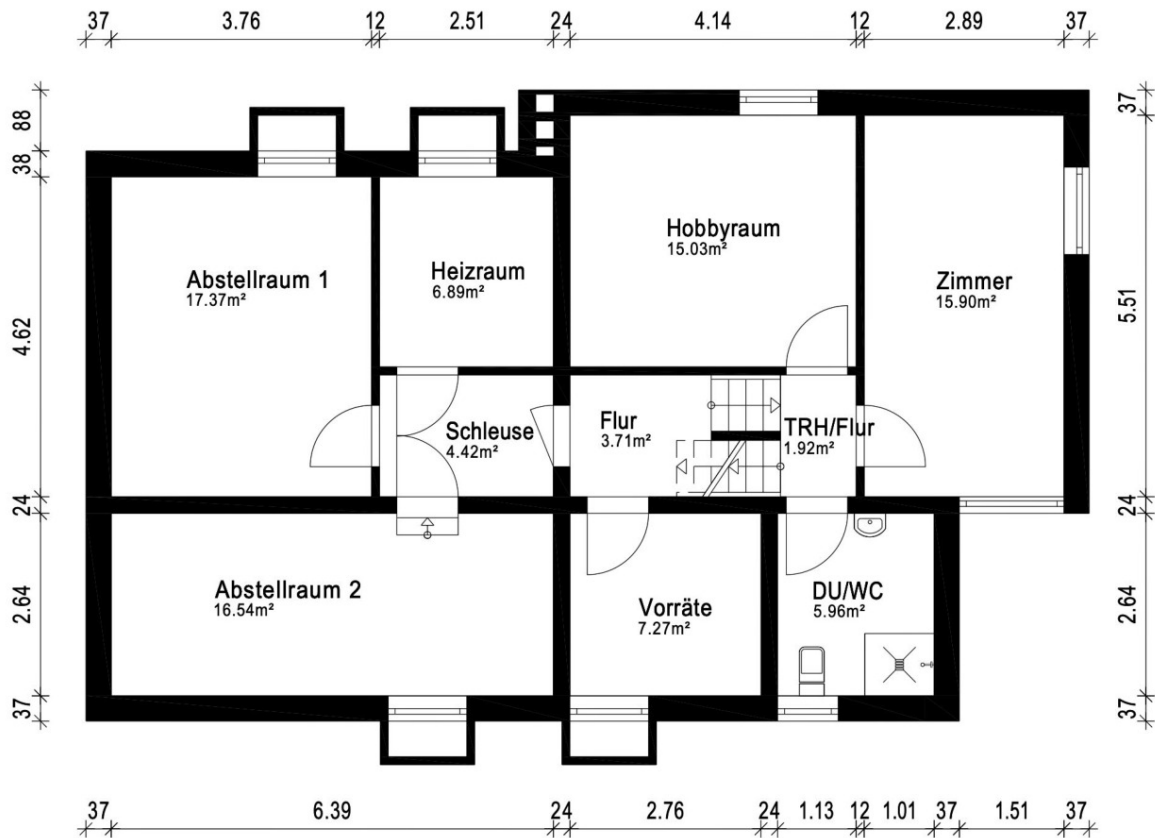 37 3.76 12 2.51 24 4.14 12 2.89 37
88
38
4.62
24
2.64
37
Abstellraum 1
17.37m²
Heizraum
6.89m²
Hobbyraum
15.03m²
Zimmer
15.90m²
Schleuse
4.42m²
Flur
3.71m²
TRH/Flur
1.92m²
Abstellraum 2
16.54m²
Vorräte
7.27m²
DU/WC
5.96m²
37
5.51
24
2.64
37
37 6.39 24 2.76 24 1.13 12 1.01 37 1.51 37